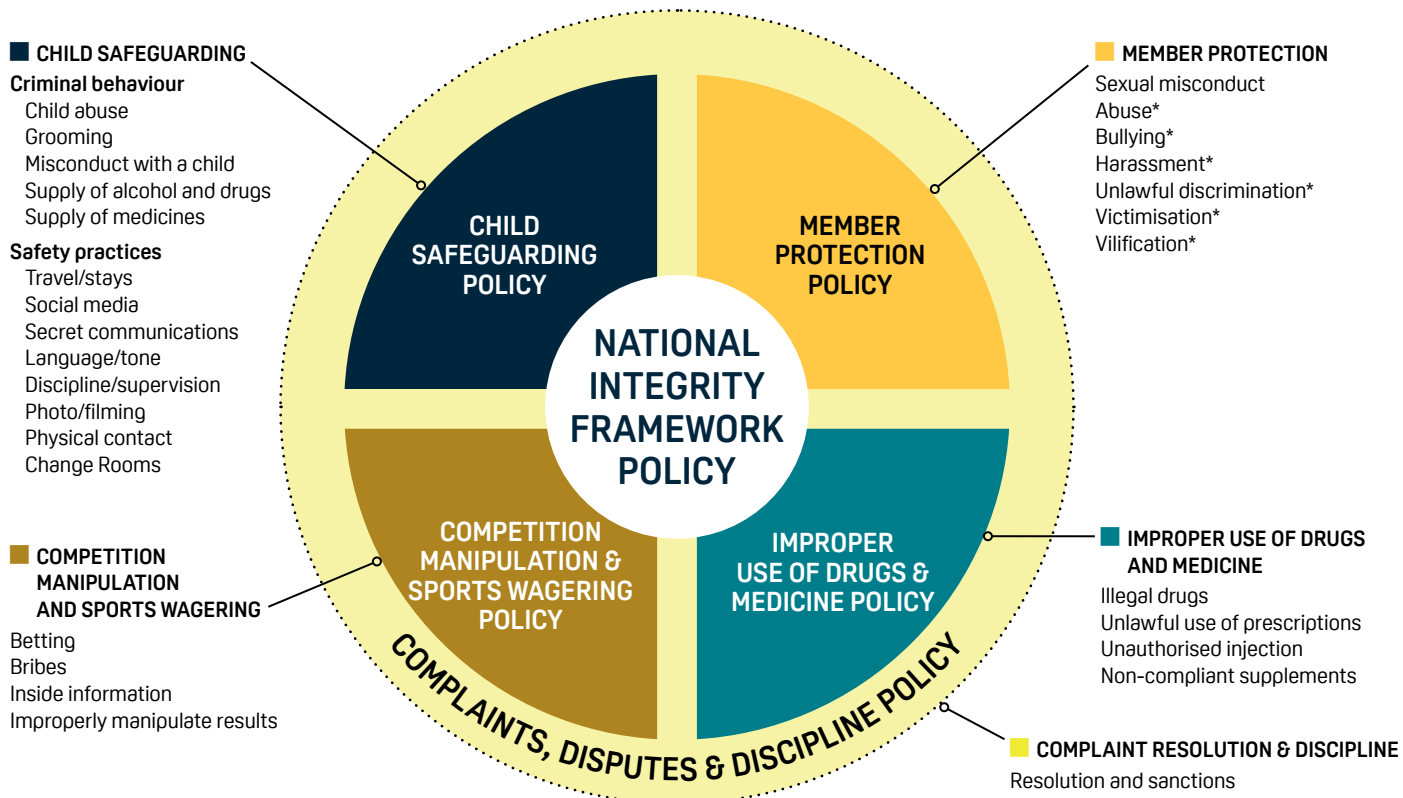 CHILD SAFEGUARDING
Criminal behaviour
Child abuse
Grooming
Misconduct with a child
Supply of alcohol and drugs
Supply of medicines
Safety practices
Travel/stays
Social media
Secret communications
Language/tone
Discipline/supervision
Photo/filming
Physical contact
Change Rooms
COMPETITION
MANIPULATION
AND SPORTS WAGERING
Betting
Bribes
Inside information
Improperly manipulate results
CHILD
SAFEGUARDING
POLICY
MEMBER
PROTECTION
POLICY
NATIONAL
INTEGRITY
FRAMEWORK
POLICY
COMPETITION
MANIPULATION &
SPORTS WAGERING
POLICY
IMPROPER
USE OF DRUGS &
MEDICINE POLICY
COMPLAINTS, DISPUTES & DISCIPLINE POLICY
MEMBER PROTECTION
Sexual misconduct
Abuse*
Bullying*
Harassment*
Unlawful discrimination*
Victimisation*
Vilification*
IMPROPER USE OF DRUGS
AND MEDICINE
Illegal drugs
Unlawful use of prescriptions
Unauthorised injection
Non-compliant supplements
COMPLAINT RESOLUTION & DISCIPLINE
Resolution and sanctions